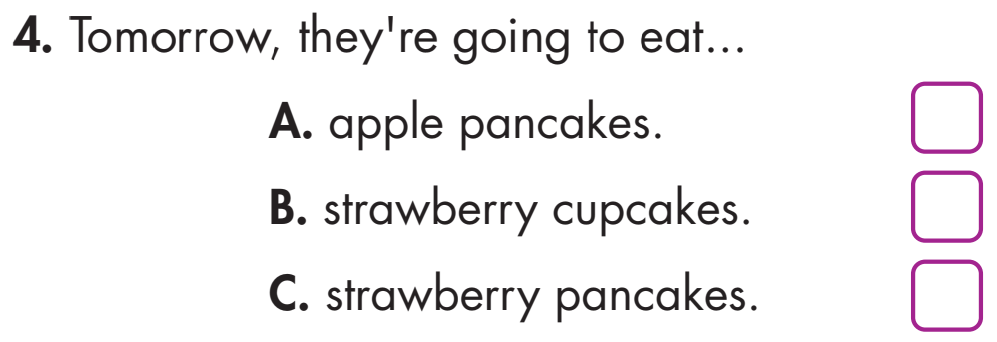 4. Tomorrow, they're going to eat...
A. apple pancakes.
B. strawberry cupcakes.
C. strawberry pancakes.